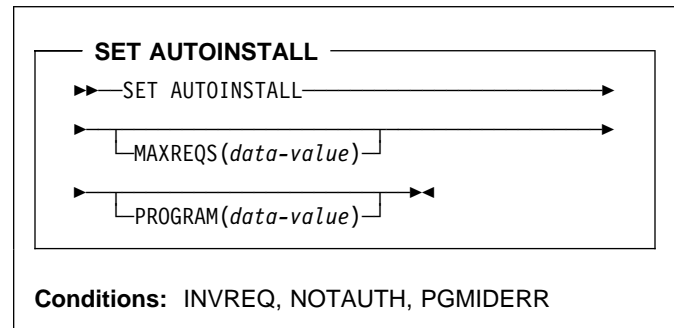 SET AUTOINSTALL
SET AUTOINSTALL
MAXREQS(data-value)
PROGRAM(data-value)
Conditions: INVREQ, NOTAUTH, PGMIDERR